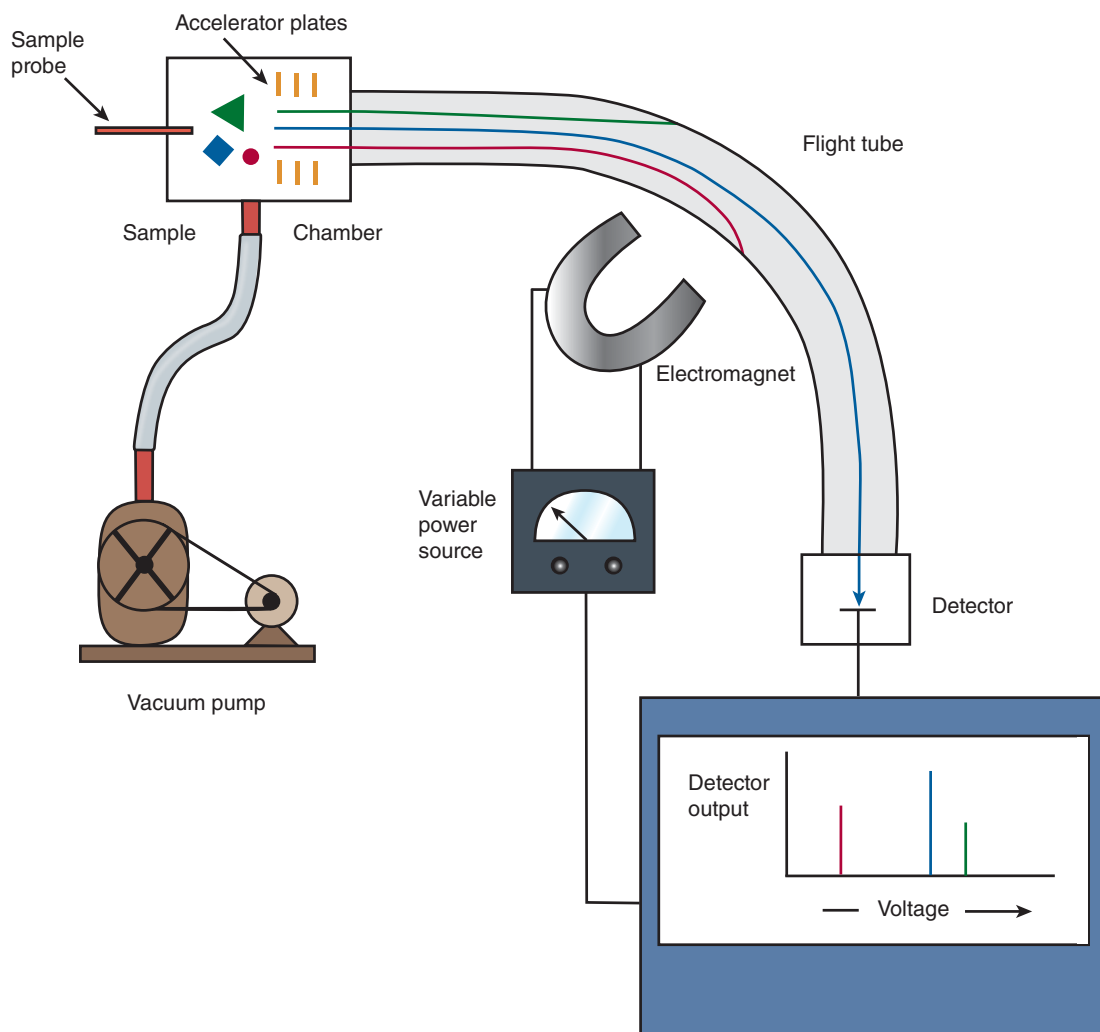 Accelerator plates
Sample
probe
Flight tube
Sample
Chamber
Electromagnet
Variable
power
source
Detector
Vacuum pump
Detector
output
Voltage